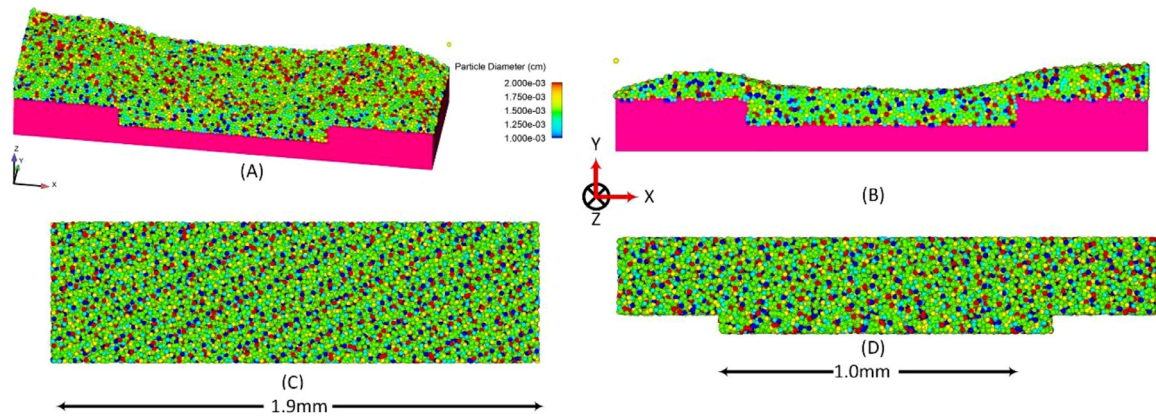 Particle Diameter (cm)
2.000e-03
1.750e-03
1.500e-03
1.250e-03
1.000e-03
Z
Y
X
(A)
Y
X
Z
(B)
(C)
1.9mm
(D)
1.0mm